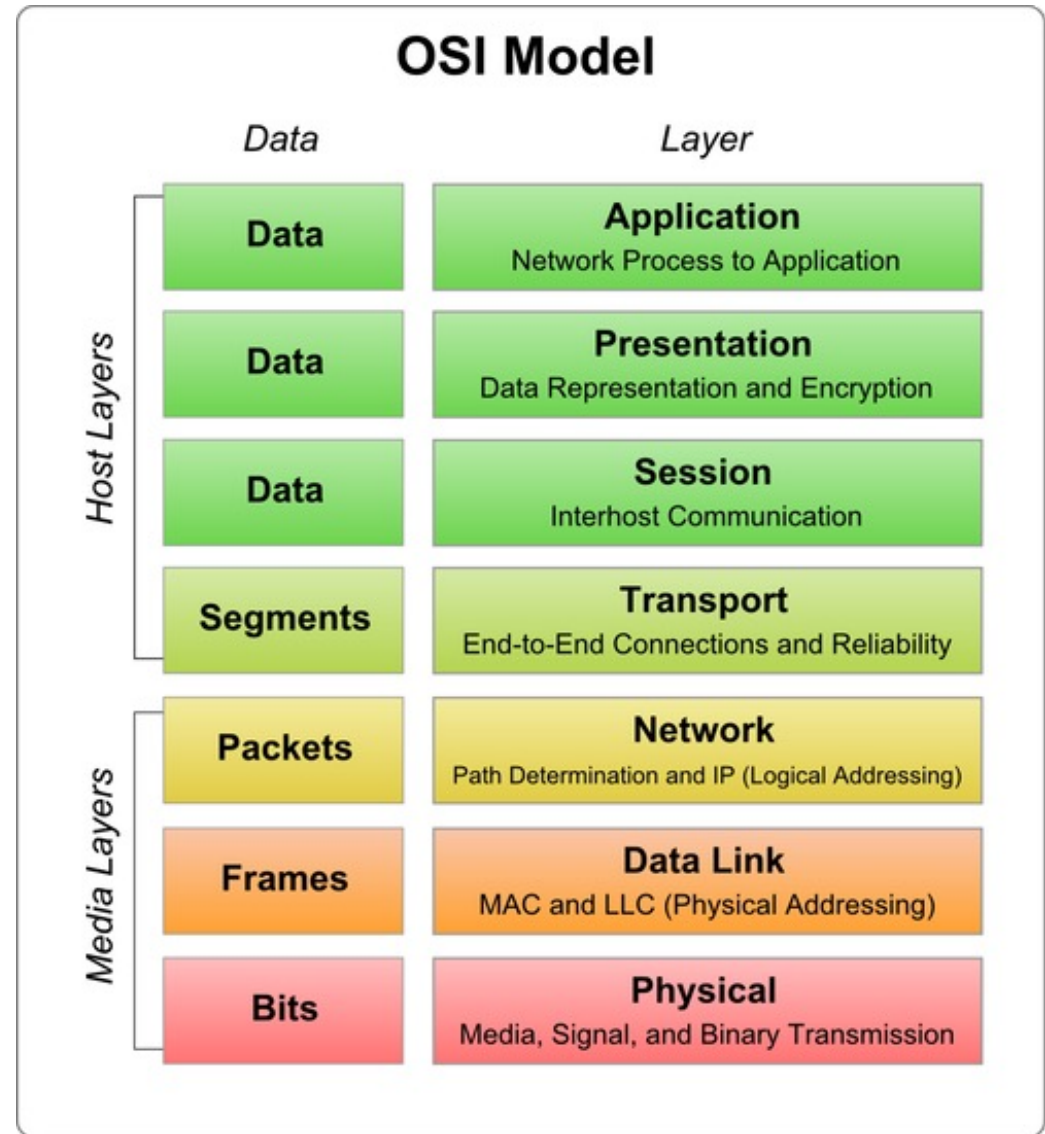 OSI Model
Data Layer
Host Layers
Data
Application
Network Process to Application
Data
Presentation
Data Representation and Encryption
Data
Session
Interhost Communication
Segments
Transport
End-to-End Connections and Reliability
Media Layers
Packets
Network
Path Determination and IP (Logical Addressing)
Frames
Data Link
MAC and LLC (Physical Addressing)
Bits
Physical
Media, Signal, and Binary Transmission